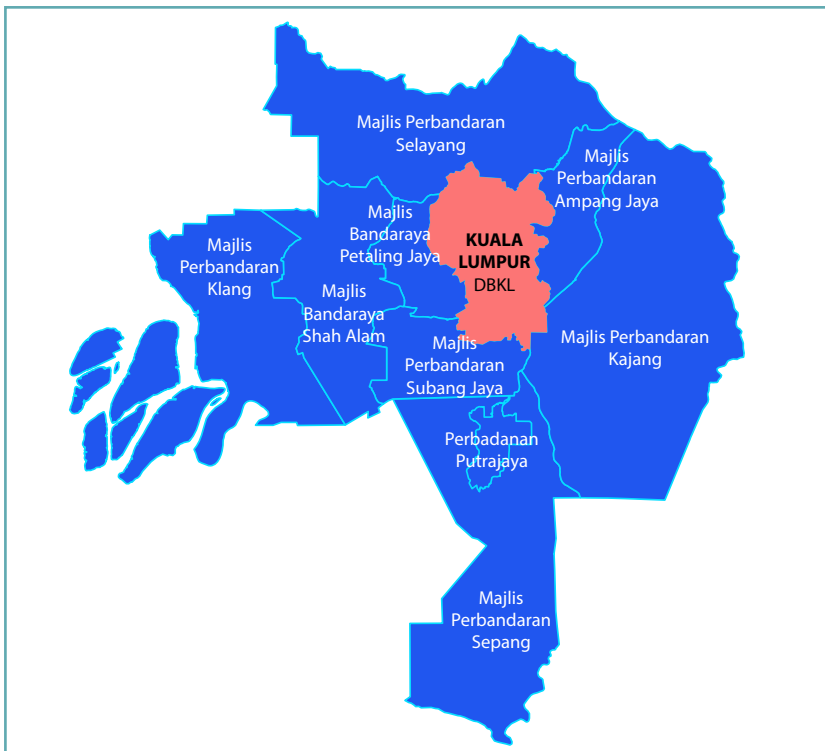 Majlis Perbandaran
Selayang
Majlis
Perbandaran
Ampang Jaya
Majlis
Bandaraya
Petaling Jaya
KUALA
LUMPUR
DBKL
Majlis
Perbandaran
Klang
Majlis
Bandaraya
Shah Alam
Majlis
Perbandaran
Subang Jaya
Majlis Perbandaran
Kajang
Perbadanan
Putrajaya
Majlis
Perbandaran
Sepang